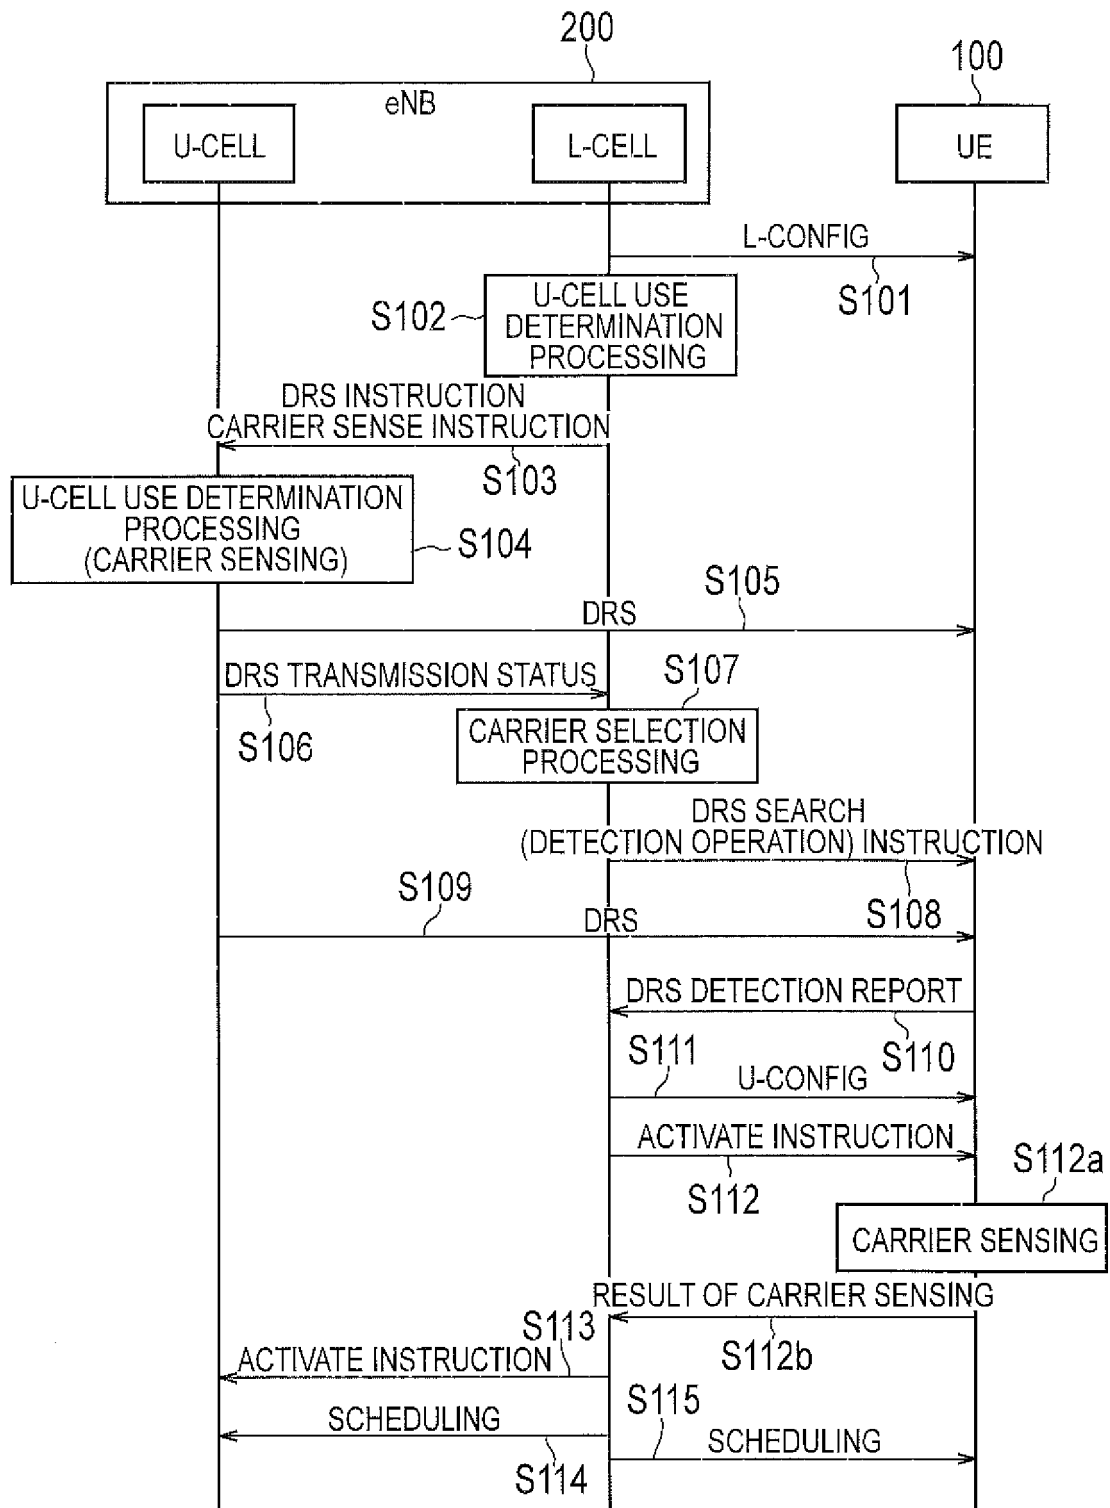 200
100
eNB
U-CELL
L-CELL
UE
L-CONFIG
S101
S102
U-CELL USE
DETERMINATION
PROCESSING
DRS INSTRUCTION
CARRIER SENSE INSTRUCTION
S103
U-CELL USE DETERMINATION
PROCESSING
(CARRIER SENSING)
S104
S105
DRS
DRS TRANSMISSION STATUS
S106
S107
CARRIER SELECTION
PROCESSING
DRS SEARCH
(DETECTION OPERATION) INSTRUCTION
S108
S109
DRS
DRS DETECTION REPORT
S110
S111
U-CONFIG
ACTIVATE INSTRUCTION
S112
S112a
CARRIER SENSING
RESULT OF CARRIER SENSING
S112b
S113
ACTIVATE INSTRUCTION
SCHEDULING
S114
S115
SCHEDULING